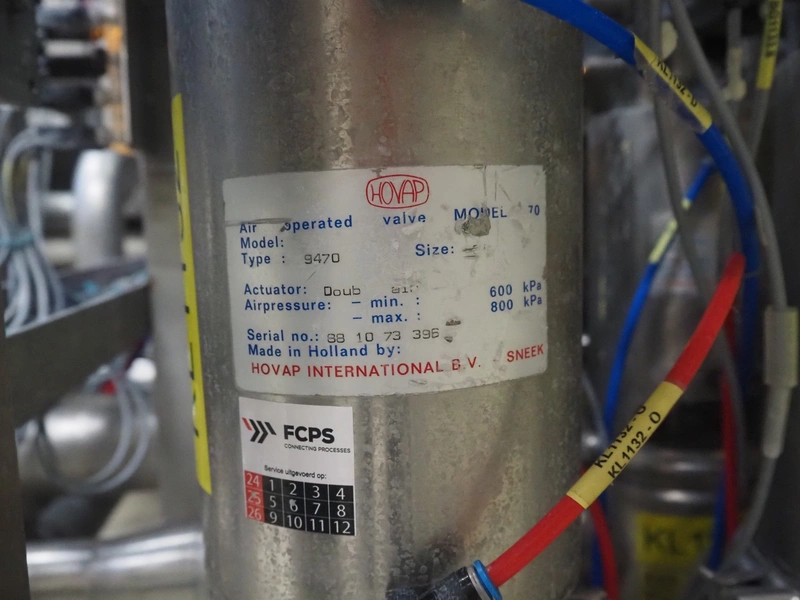 KL1132 - O
HOVAP
Air operated valve MODEL 70
Model:
Type : 9470 Size:
Actuator: Doub air 600 kPa
Airpressure: - min. : 800 kPa
- max. :
Serial no.: 88 10 73 396
Made in Holland by:
HOVAP INTERNATIONAL B.V. - SNEEK
FCPS
CONNECTING PROCESSES
Service uitgevoerd op:
24 1 2 3 4
25 5 6 7 8
26 9 10 11 12
KL1132 - O
KL1132 - O